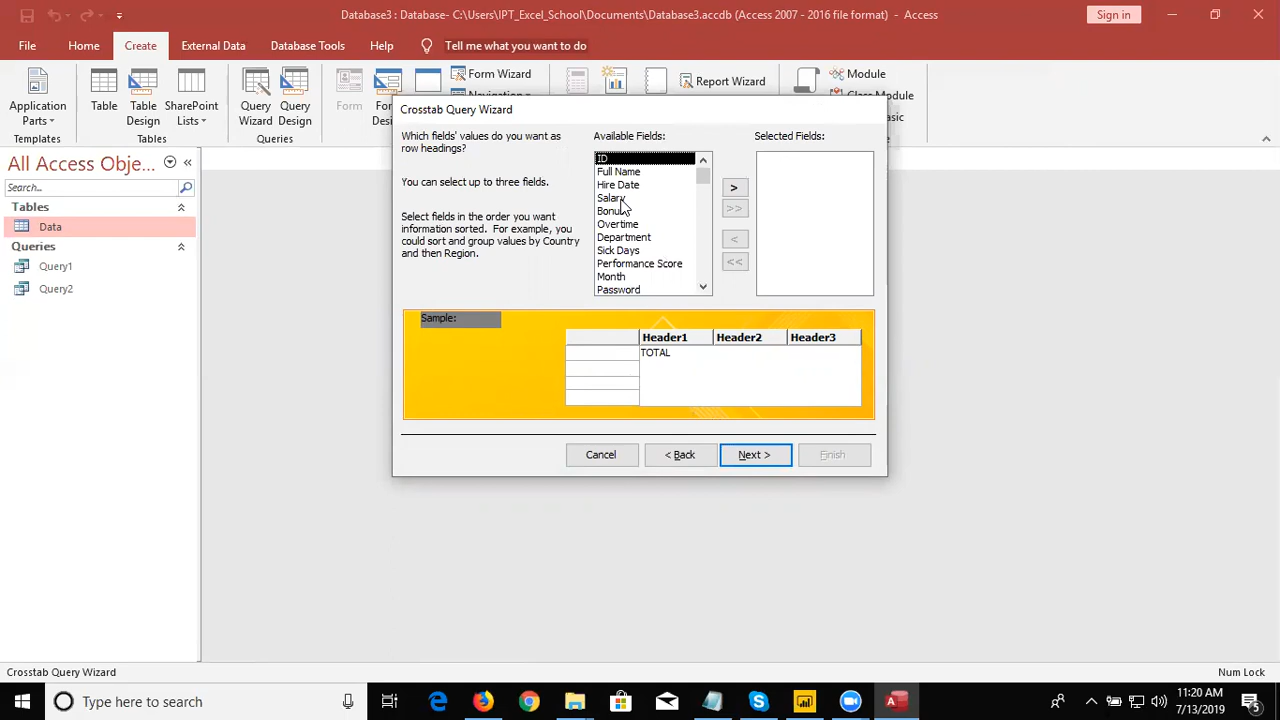 Database3 : Database- C:\Users\IPT_Excel_School\Documents\Database3.accdb (Access 2007 - 2016 file format) - Access
Sign in
File
Home
Create
External Data
Database Tools
Help
Tell me what you want to do
Application Parts
Table
Table Design
SharePoint Lists
Query Wizard
Query Design
Form
Form Wizard
Report Wizard
Module
Class Module
Templates
Tables
Queries
Crosstab Query Wizard
All Access Obje...
Search...
Tables
Data
Queries
Query1
Query2
Which fields' values do you want as
row headings?
You can select up to three fields.
Select fields in the order you want
information sorted. For example, you
could sort and group values by Country
and then Region.
Available Fields:
ID
Full Name
Hire Date
Salary
Bonus
Overtime
Department
Sick Days
Performance Score
Month
Password
>
>>
<
<<
Selected Fields:
Sample:
Header1 Header2 Header3
TOTAL
Cancel
< Back
Next >
Finish
Crosstab Query Wizard
Num Lock
Type here to search
11:20 AM
7/13/2019
5